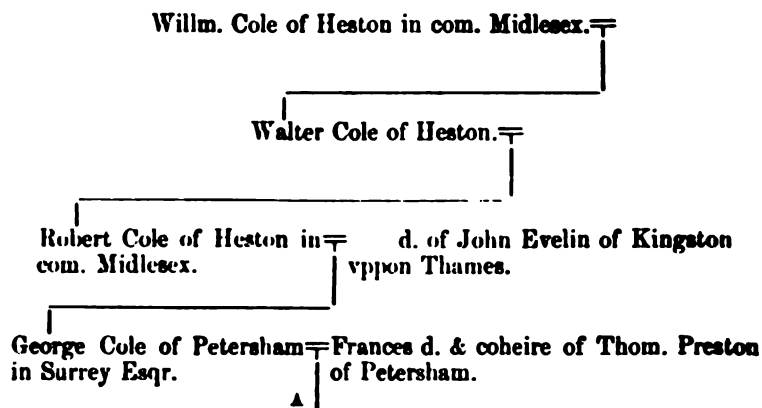 Willm. Cole of Heston in com. Midlesex.
Walter Cole of Heston.
Robert Cole of Heston in d. of John Evelin of Kingston
com. Midlesex. vppon Thames.
George Cole of Petersham Frances d. & coheire of Thom. Preston
in Surrey Esqr. of Petersham.
A